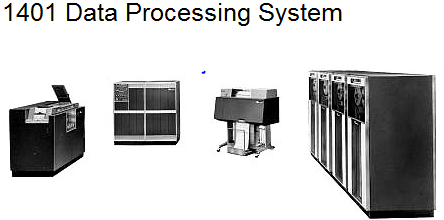 1401 Data Processing System